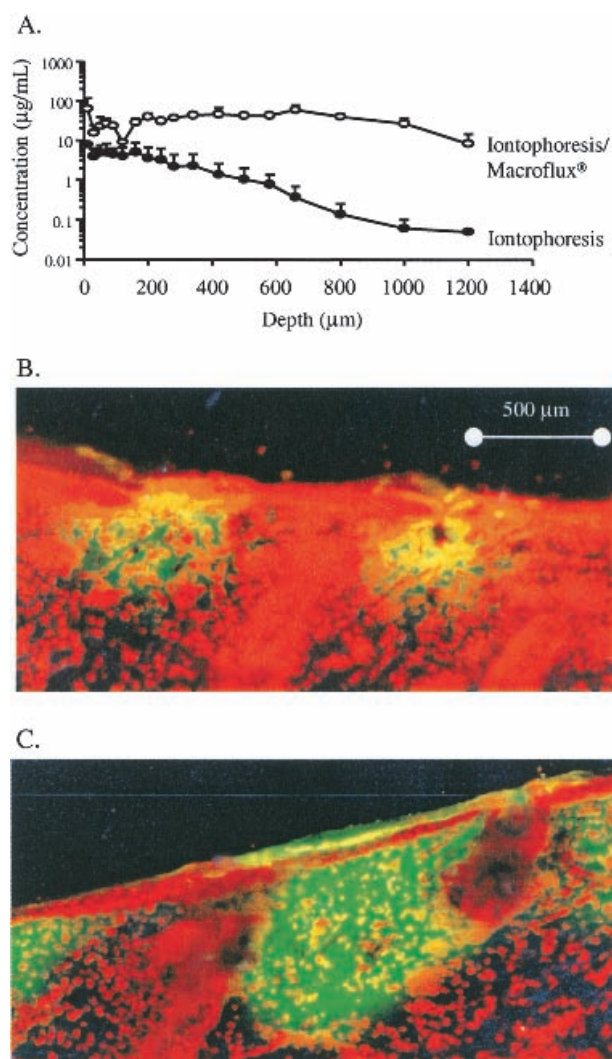 A.
Concentration (µg/mL)
1000
100
10
1
0.1
0.01
Iontophoresis/
Macroflux®
Iontophoresis
0 200 400 600 800 1000 1200 1400
Depth (µm)
B.
500 µm
C.